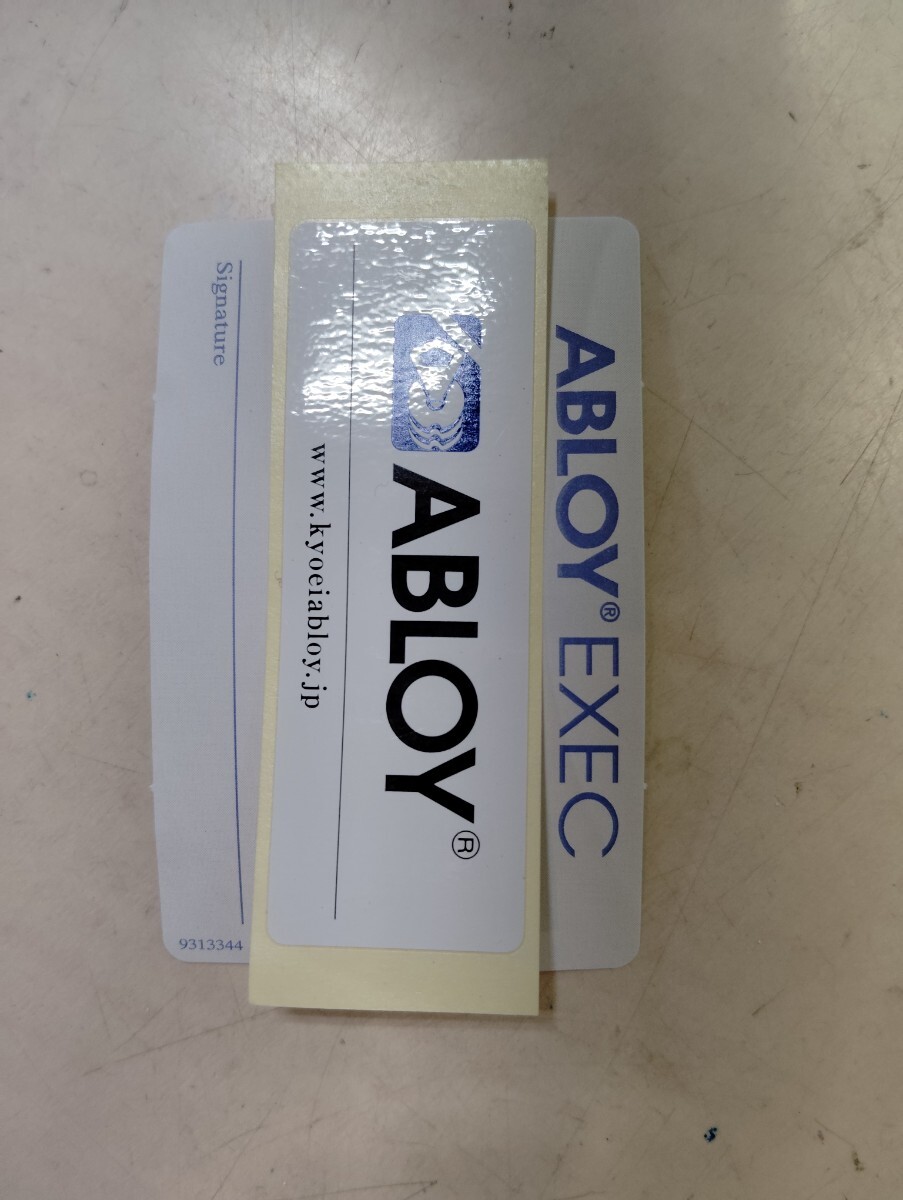 ABLOY® EXEC
ABLOY®
www.kyoeiabloy.jp
Signature
9313344